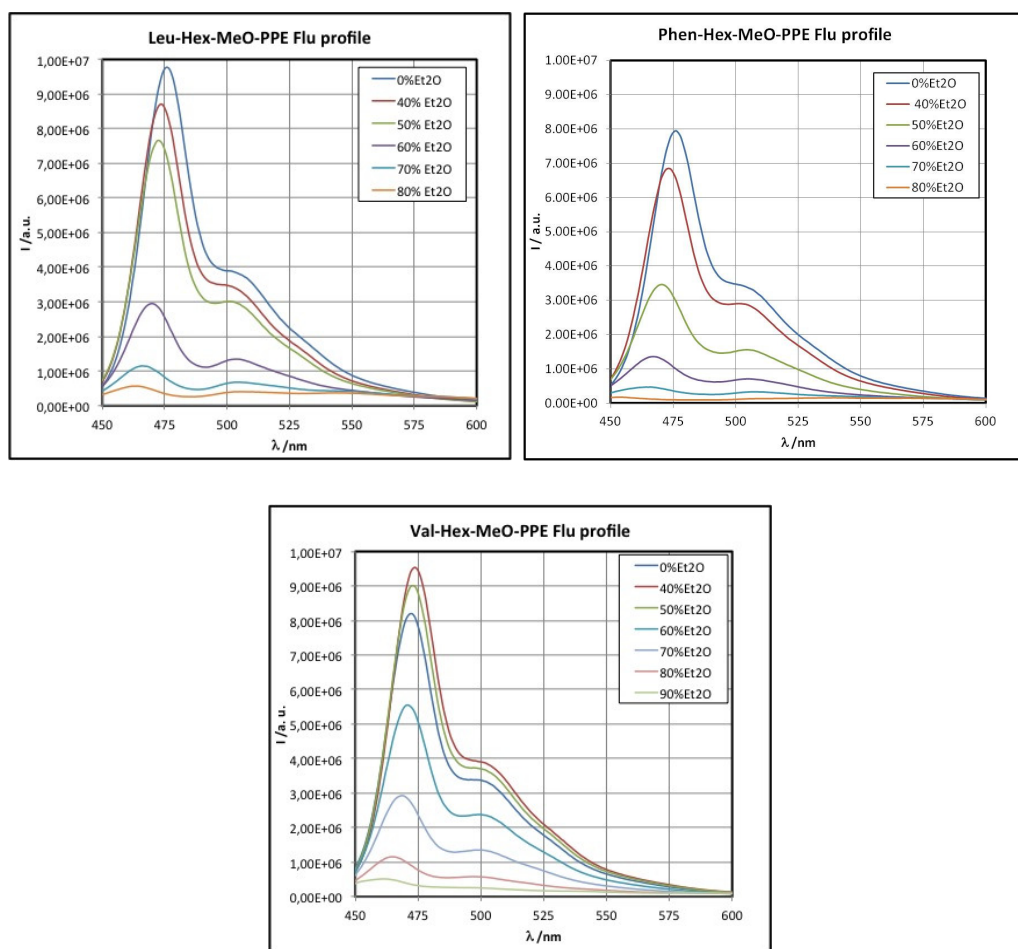 Leu-Hex-MeO-PPE Flu profile
1,00E+07
9,00E+06
8,00E+06
7,00E+06
6,00E+06
5,00E+06
4,00E+06
3,00E+06
2,00E+06
1,00E+06
0,00E+00
I /a.u.
450 475 500 525 550 575 600
λ /nm
0%Et2O
40% Et2O
50% Et2O
60% Et2O
70% Et2O
80% Et2O
Phen-Hex-MeO-PPE Flu profile
1.00E+07
9.00E+06
8.00E+06
7.00E+06
6.00E+06
5.00E+06
4.00E+06
3.00E+06
2.00E+06
1.00E+06
0.00E+00
I / a.u.
450 475 500 525 550 575 600
λ /nm
0%Et2O
40%Et2O
50%Et2O
60%Et2O
70%Et2O
80%Et2O
Val-Hex-MeO-PPE Flu profile
1,00E+07
9,00E+06
8,00E+06
7,00E+06
6,00E+06
5,00E+06
4,00E+06
3,00E+06
2,00E+06
1,00E+06
0,00E+00
I /a. u.
450 475 500 525 550 575 600
λ /nm
0%Et2O
40%Et2O
50%Et2O
60%Et2O
70%Et2O
80%Et2O
90%Et2O